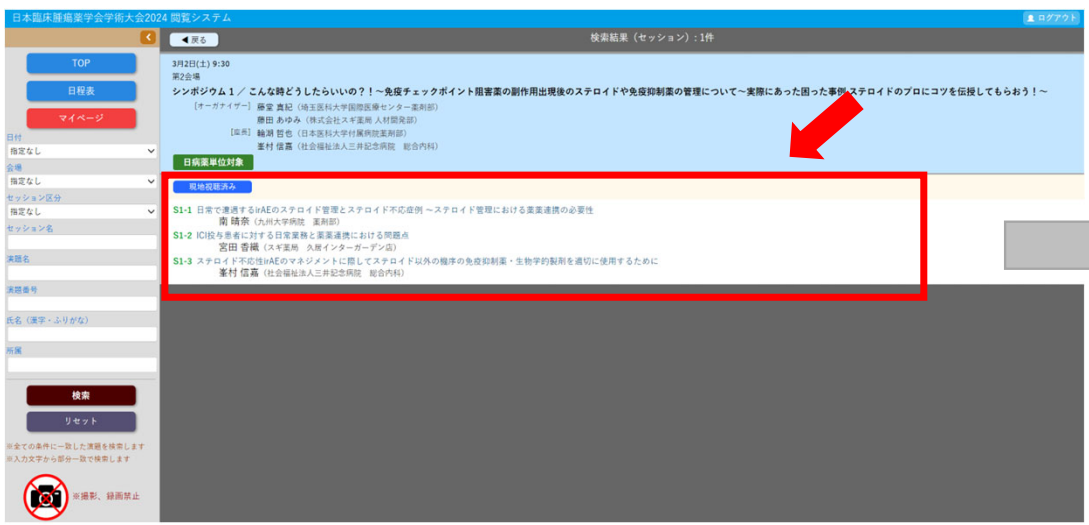 日本臨床腫瘍薬学会学術大会2024 閲覧システム
ログアウト
TOP
日程表
マイページ
日付
指定なし
会場
指定なし
セッション区分
指定なし
セッション名
演題名
演題番号
氏名（漢字・ふりがな）
所属
検索
リセット
※全ての条件に一致した演題を検索します
※入力文字から部分一致で検索します
※撮影、録画禁止
◀戻る
検索結果（セッション）: 1件
3月2日(土) 9:30
第2会場
シンポジウム 1 ／ こんな時どうしたらいいの？！～免疫チェックポイント阻害薬の副作用出現後のステロイドや免疫抑制薬の管理について～実際にあった困った事例 ステロイドのプロにコツを伝授してもらおう！～
[オーガナイザー] 藤堂 真紀（埼玉医科大学国際医療センター薬剤部）
藤田 あゆみ（株式会社スギ薬局 人材開発部）
[座長] 輪湖 哲也（日本医科大学付属病院薬剤部）
峯村 信嘉（社会福祉法人三井記念病院 総合内科）
日病薬単位対象
現地視聴済み
S1-1 日常で遭遇するirAEのステロイド管理とステロイド不応症例 ～ステロイド管理における薬薬連携の必要性
南 晴奈（九州大学病院 薬剤部）
S1-2 ICI投与患者に対する日常業務と薬薬連携における問題点
宮田 香織（スギ薬局 久居インターガーデン店）
S1-3 ステロイド不応性irAEのマネジメントに際してステロイド以外の機序の免疫抑制薬・生物学的製剤を適切に使用するために
峯村 信嘉（社会福祉法人三井記念病院 総合内科）